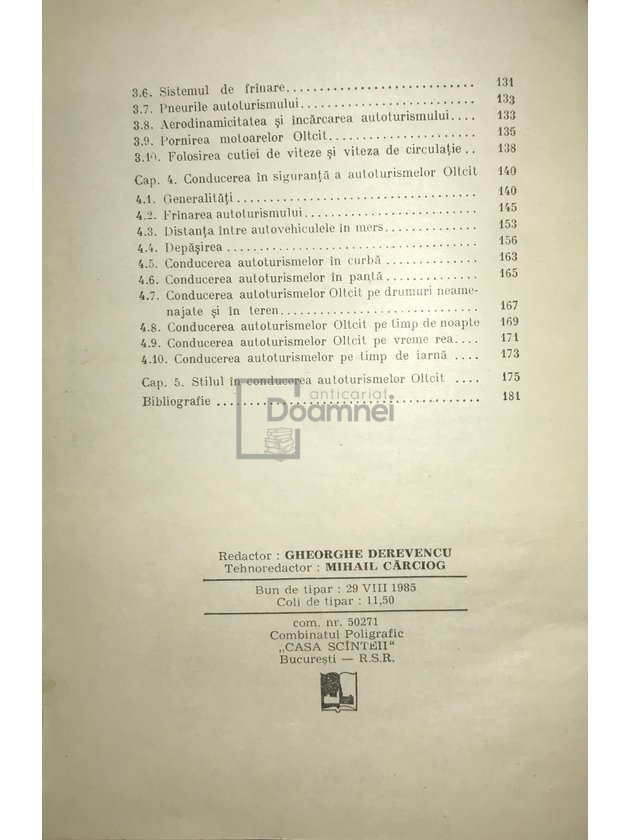 3.6. Sistemul de frînare............................ 131
3.7. Pneurile autoturismului.......................... 133
3.8. Aerodinamicitatea și încărcarea autoturismului.... 133
3.9. Pornirea motoarelor Oltcit...................... 135
3.10. Folosirea cutiei de viteze și viteza de circulație.. 138
Cap. 4. Conducerea în siguranță a autoturismelor Oltcit 140
4.1. Generalități.................................... 140
4.2. Frînarea autoturismului.......................... 145
4.3. Distanța între autovehiculele în mers............. 153
4.4. Depășirea ..................................... 156
4.5. Conducerea autoturismelor în curbă ............. 163
4.6. Conducerea autoturismelor în pantă ............. 165
4.7. Conducerea autoturismelor Oltcit pe drumuri neame-
najate și în teren............................. 167
4.8. Conducerea autoturismelor Oltcit pe timp de noapte 169
4.9. Conducerea autoturismelor Oltcit pe vreme rea.... 171
4.10. Conducerea autoturismelor pe timp de iarnă .... 173
Cap. 5. Stilul în conducerea autoturismelor Oltcit .... 175
anticariat
Bibliografie ...................................... 181
Doamnei
Redactor : GHEORGHE DEREVENCU
Tehnoredactor : MIHAIL CÂRCIOG
Bun de tipar : 29 VIII 1985
Coli de tipar : 11,50
com. nr. 50271
Combinatul Poligrafic
„CASA SCÎNTEII"
București — R.S.R.